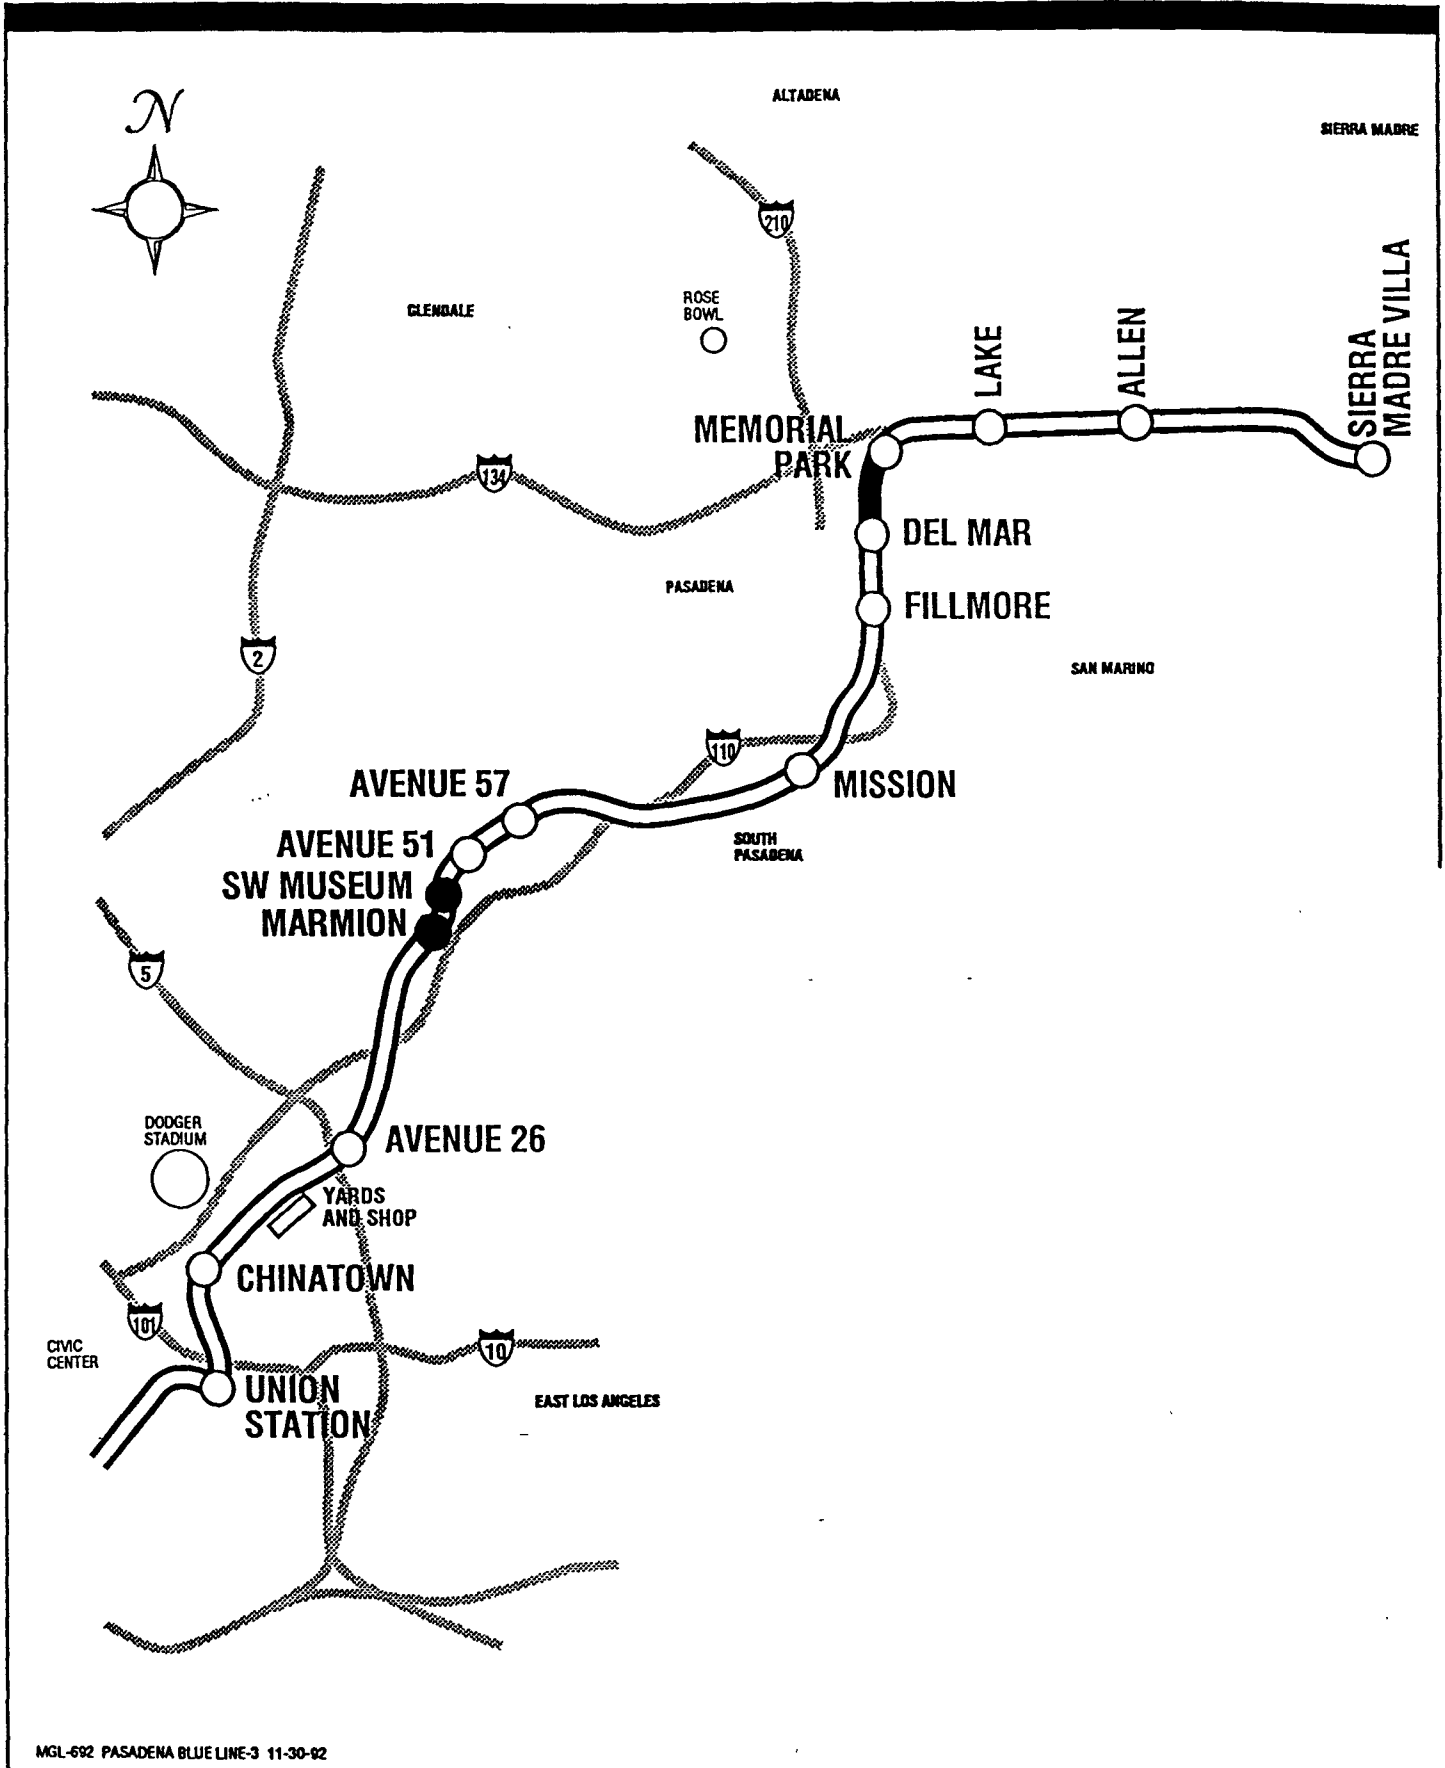 N
ALTADENA
SIERRA MADRE
210
GLENDALE
ROSE
BOWL
LAKE
ALLEN
SIERRA
MADRE VILLA
MEMORIAL
PARK
134
DEL MAR
PASADENA
FILLMORE
2
SAN MARINO
110
AVENUE 57
MISSION
AVENUE 51
SOUTH
PASADENA
SW MUSEUM
MARMION
5
DODGER
STADIUM
AVENUE 26
YARDS
AND SHOP
CHINATOWN
101
CIVIC
CENTER
10
UNION
STATION
EAST LOS ANGELES
MGL-692 PASADENA BLUE LINE-3 11-30-92